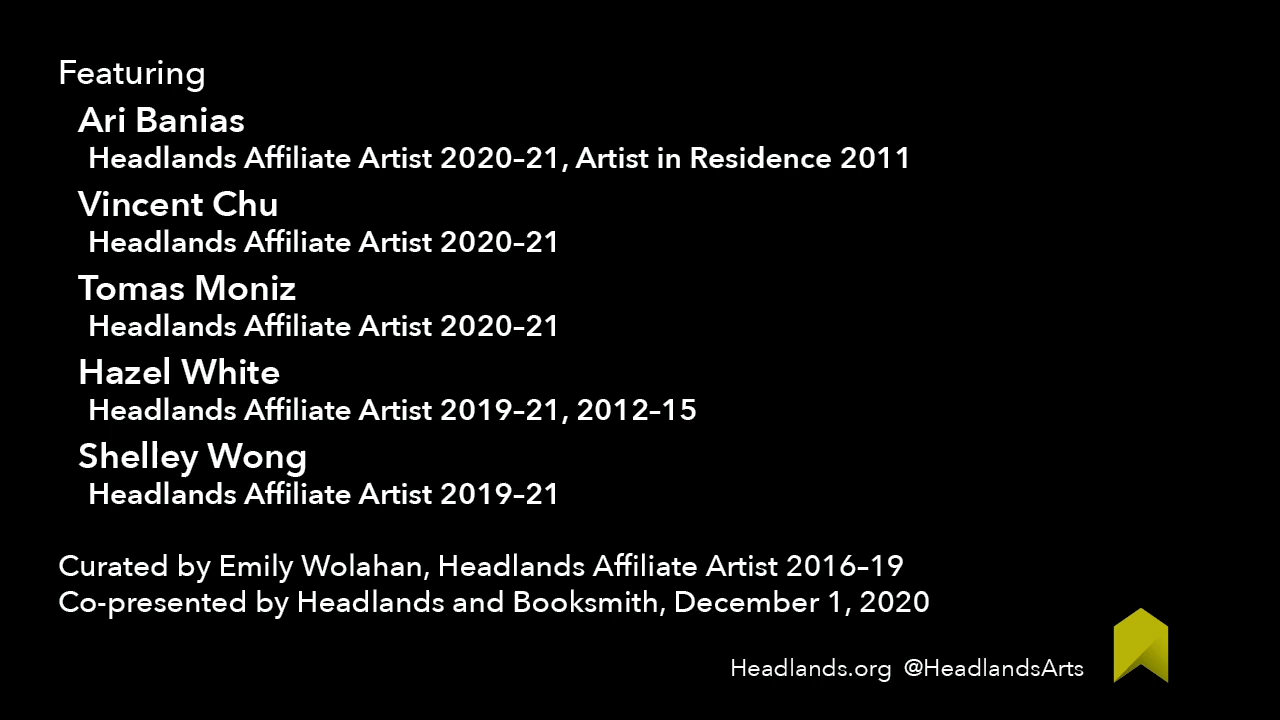 Featuring
Ari Banias
Headlands Affiliate Artist 2020–21, Artist in Residence 2011
Vincent Chu
Headlands Affiliate Artist 2020–21
Tomas Moniz
Headlands Affiliate Artist 2020–21
Hazel White
Headlands Affiliate Artist 2019–21, 2012–15
Shelley Wong
Headlands Affiliate Artist 2019–21
Curated by Emily Wolahan, Headlands Affiliate Artist 2016–19
Co-presented by Headlands and Booksmith, December 1, 2020
Headlands.org @HeadlandsArts